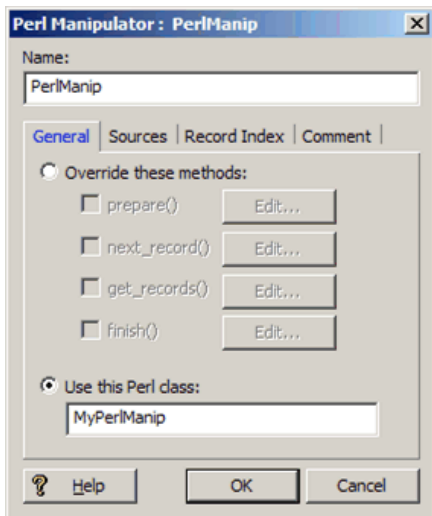 Perl Manipulator : PerlManip
Name:
PerlManip
General Sources Record Index Comment
Override these methods:
prepare() Edit...
next_record() Edit...
get_records() Edit...
finish() Edit...
Use this Perl class:
MyPerlManip
? Help OK Cancel